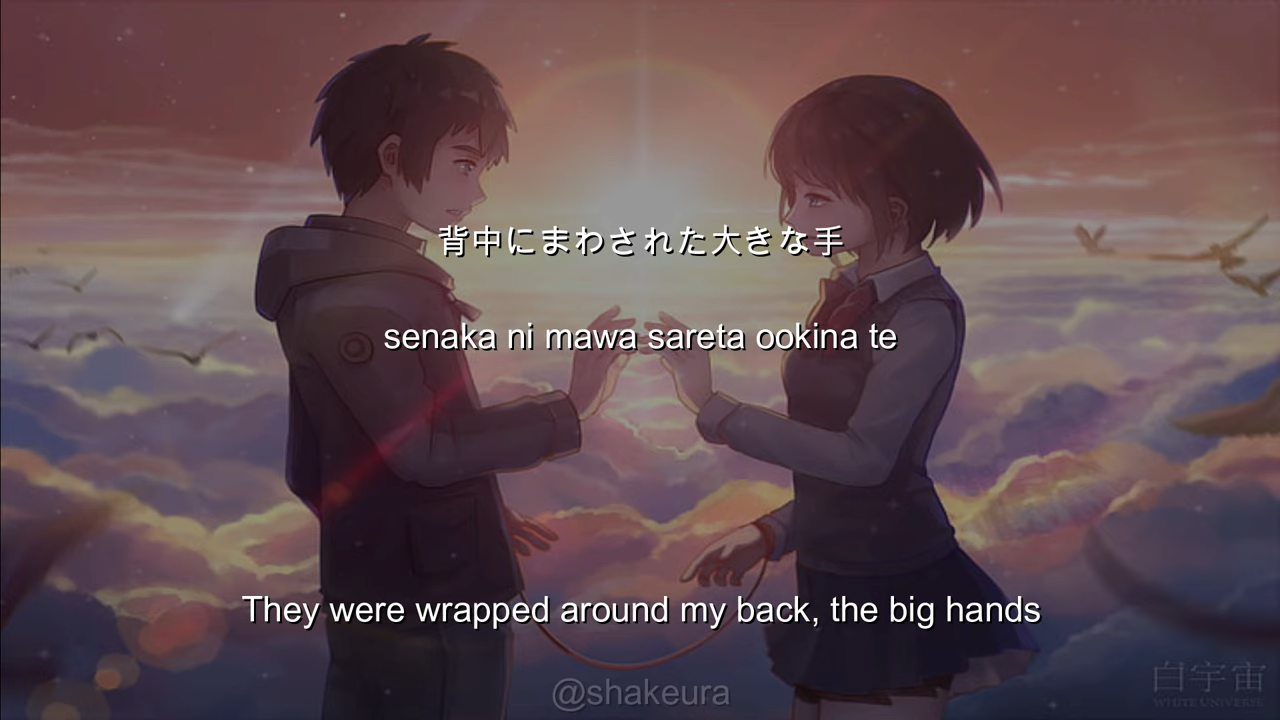 背中にまわされた大きな手
senaka ni mawa sareta ookina te
They were wrapped around my back, the big hands
@shakeura
白宇宙
WHITE UNIVERSE